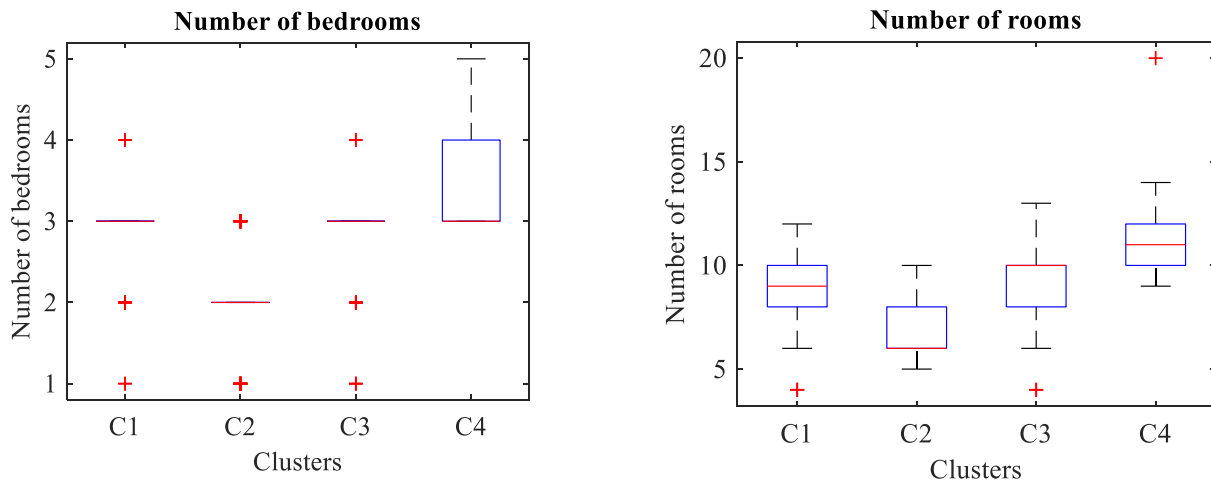 Number of bedrooms
Number of bedrooms
5
4
3
2
1
C1 C2 C3 C4
Clusters
Number of rooms
Number of rooms
20
15
10
5
C1 C2 C3 C4
Clusters